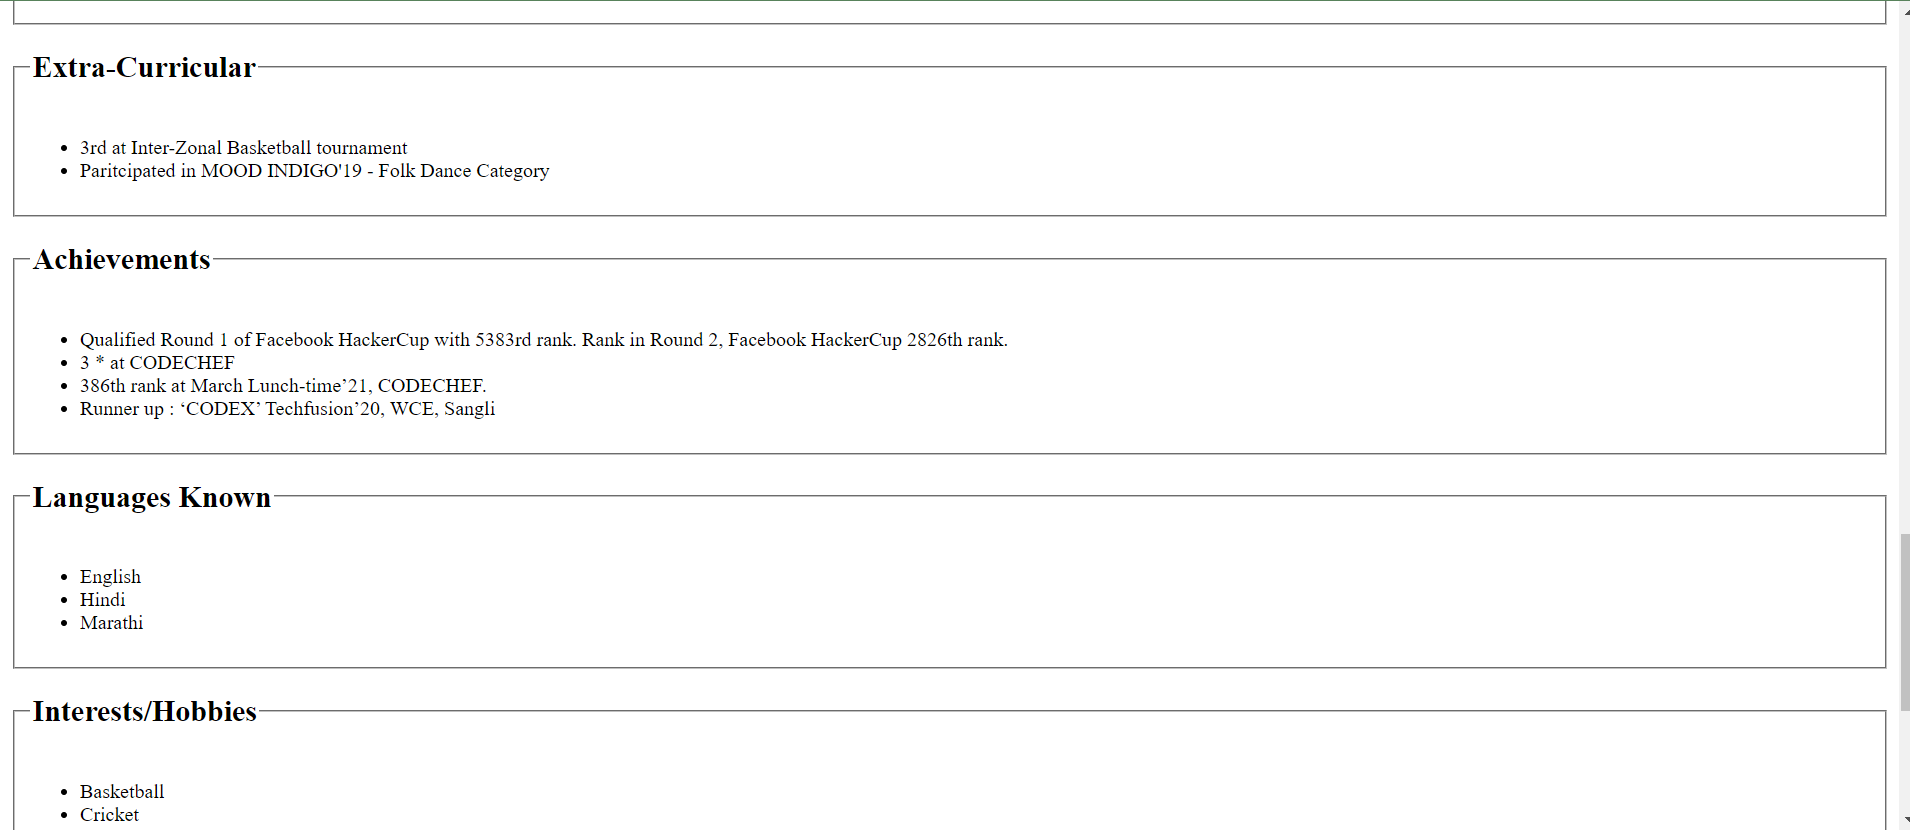 Extra-Curricular
3rd at Inter-Zonal Basketball tournament
Paritcipated in MOOD INDIGO'19 - Folk Dance Category
Achievements
Qualified Round 1 of Facebook HackerCup with 5383rd rank. Rank in Round 2, Facebook HackerCup 2826th rank.
3 * at CODECHEF
386th rank at March Lunch-time’21, CODECHEF.
Runner up : ‘CODEX’ Techfusion’20, WCE, Sangli
Languages Known
English
Hindi
Marathi
Interests/Hobbies
Basketball
Cricket